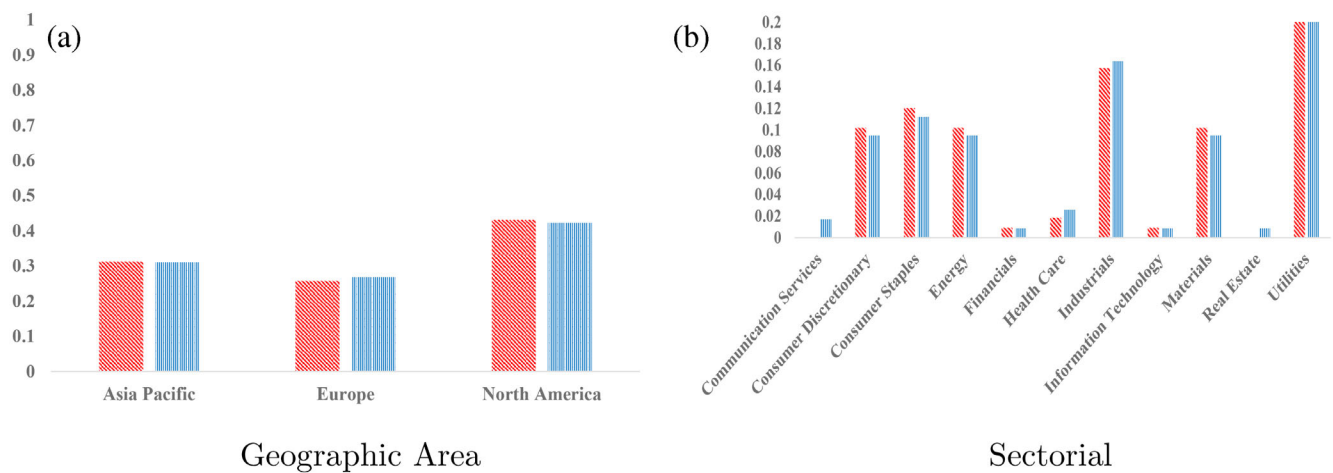 (a)
1
0.9
0.8
0.7
0.6
0.5
0.4
0.3
0.2
0.1
0
Asia Pacific Europe North America
Geographic Area
(b)
0.2
0.18
0.16
0.14
0.12
0.1
0.08
0.06
0.04
0.02
0
Communication Services
Consumer Discretionary
Consumer Staples
Energy
Financials
Health Care
Industrials
Information Technology
Materials
Real Estate
Utilities
Sectorial